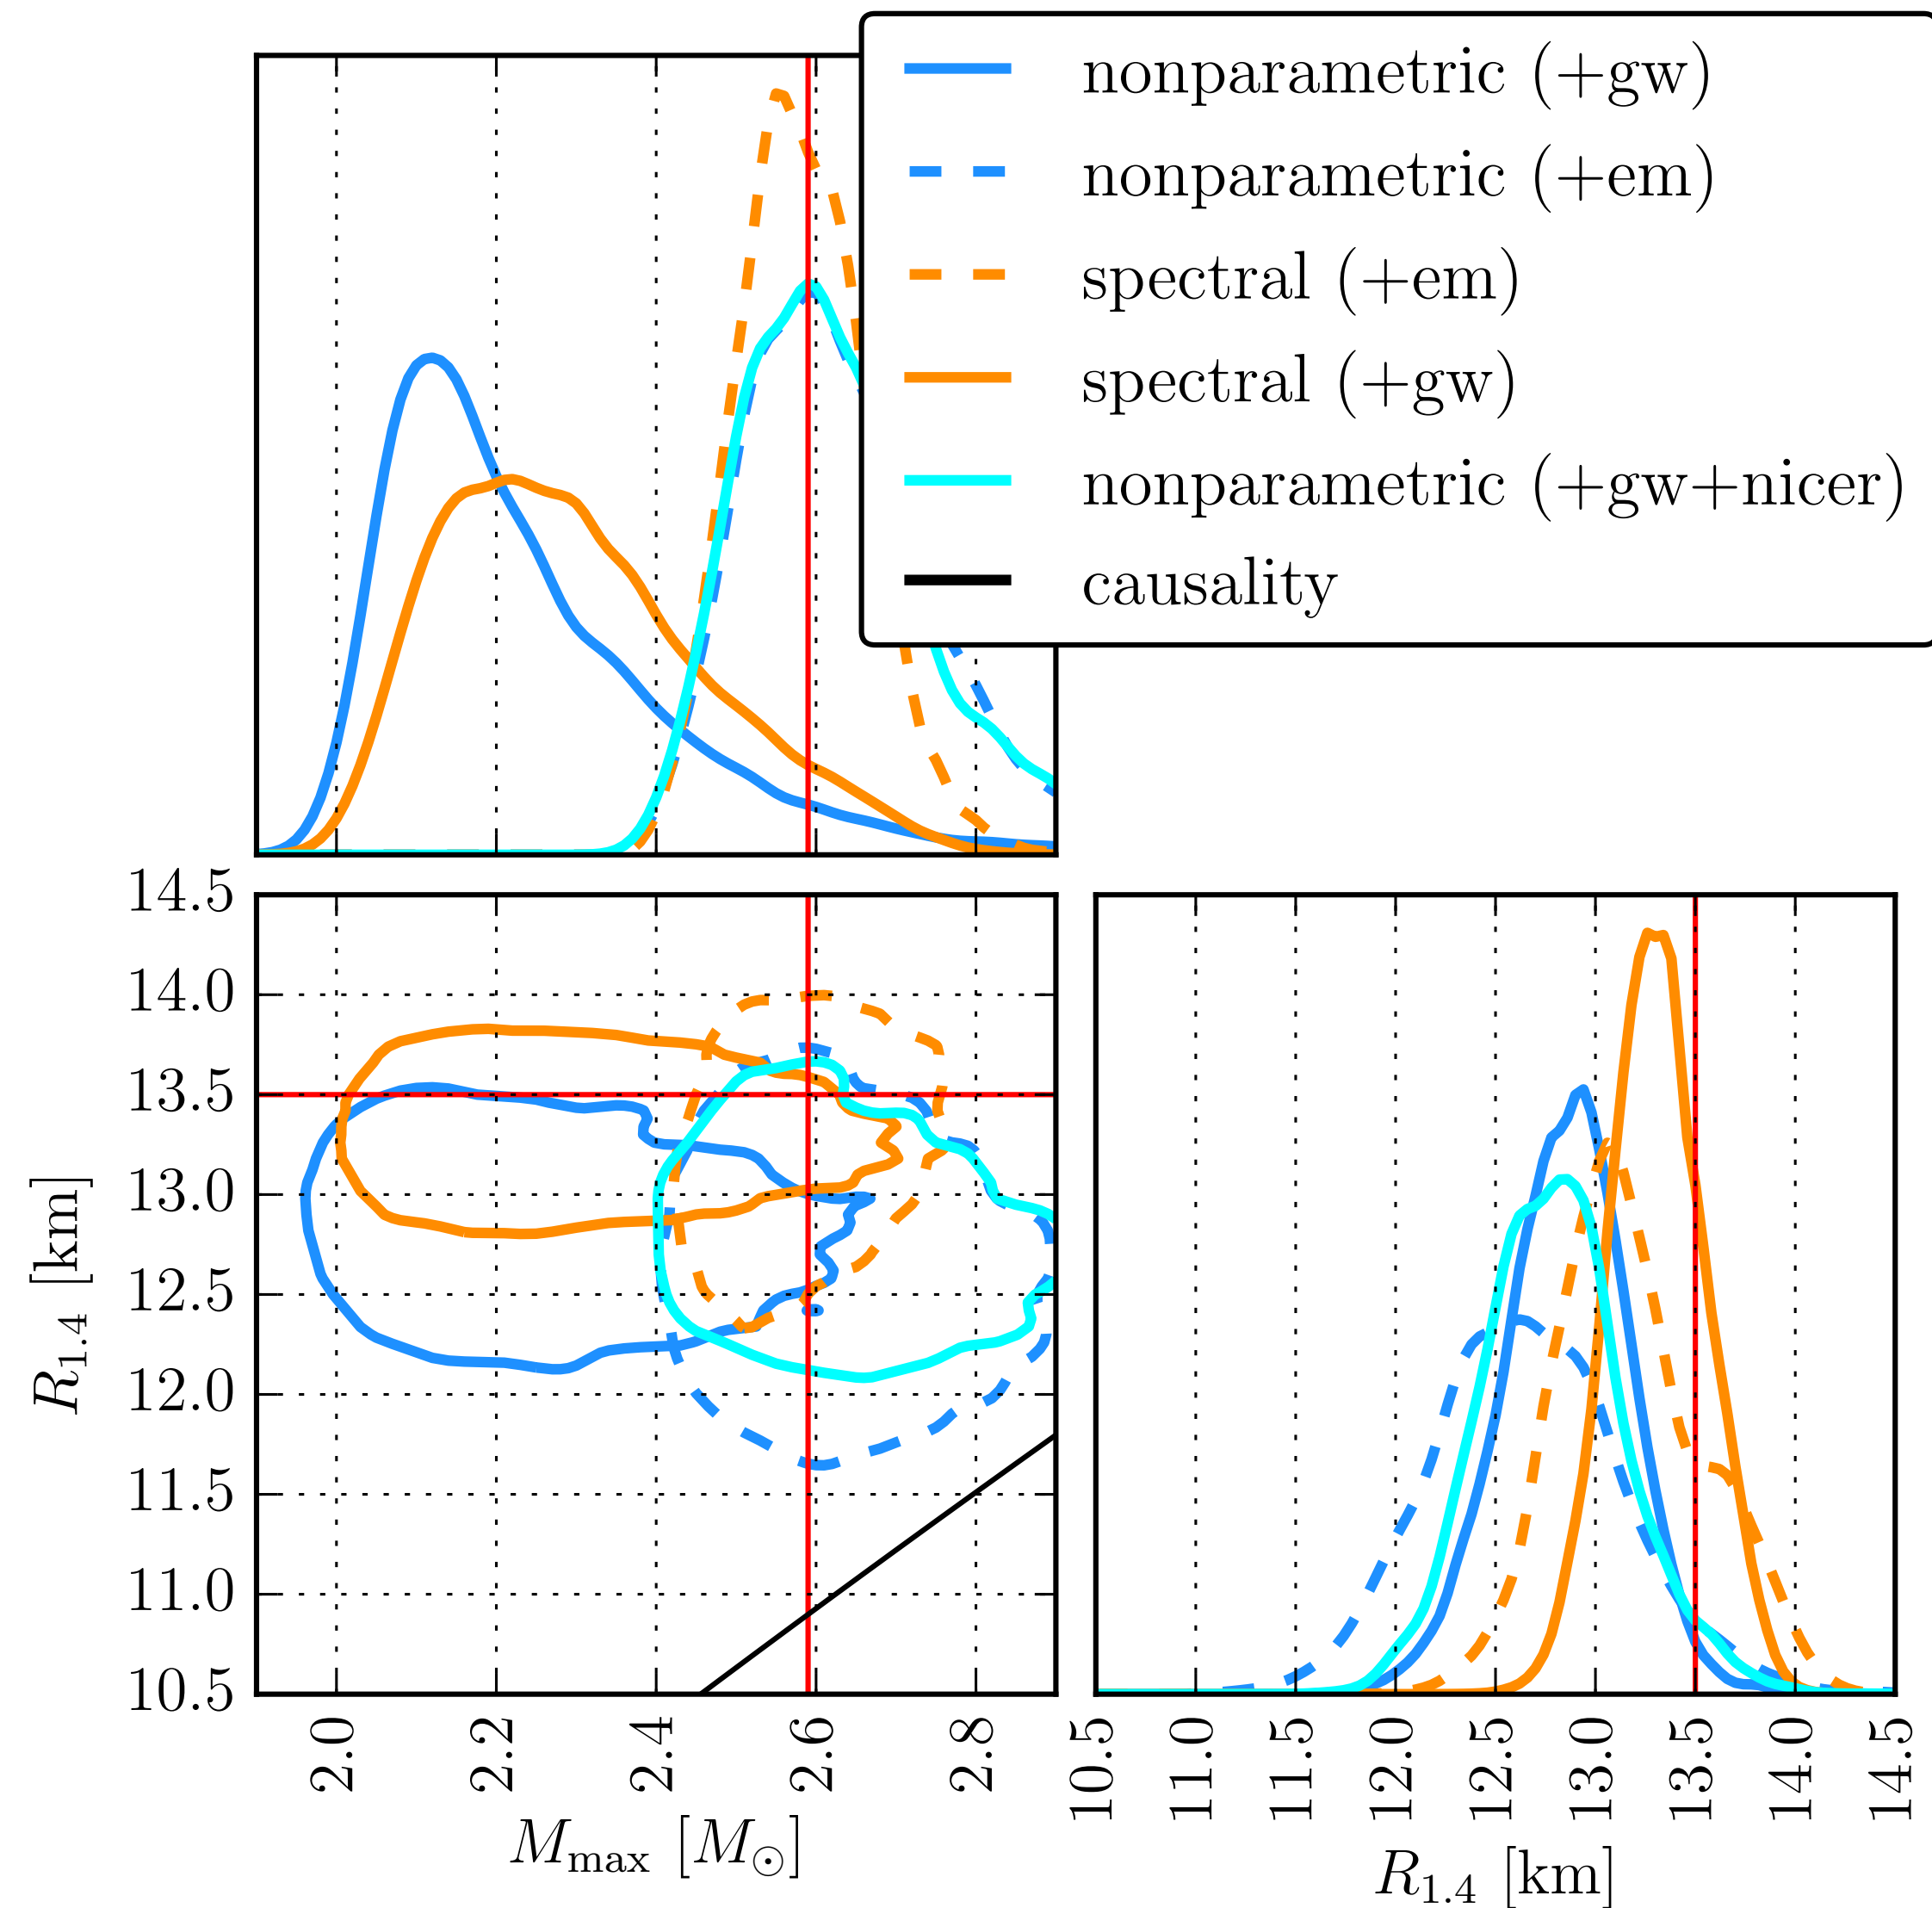 nonparametric (+gw)
nonparametric (+em)
spectral (+em)
spectral (+gw)
nonparametric (+gw+nicer)
causality
14.5
14.0
13.5
13.0
12.5
12.0
11.5
11.0
10.5
R1.4 [km]
2.0 2.2 2.4 2.6 2.8
Mmax [M⊙]
10.5 11.0 11.5 12.0 12.5 13.0 13.5 14.0 14.5
R1.4 [km]